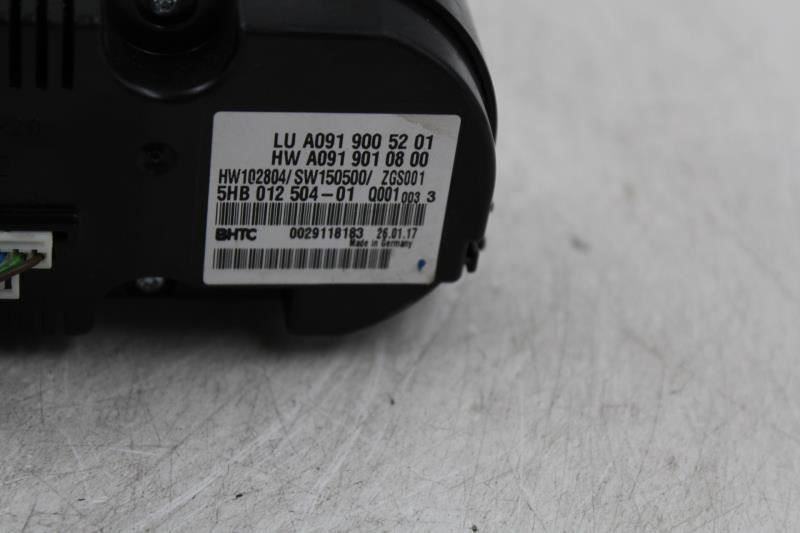 LU A091 900 52 01
HW A091 901 08 00
HW102804/SW150500/ ZGS001
5HB 012 504-01 Q001 003 3
BHTC 0029118183 26.01.17
Made in Germany